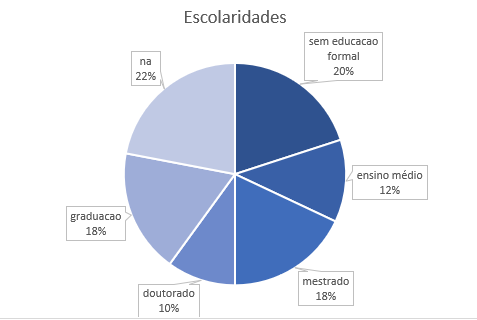 Escolaridades
sem educacao
formal
20%
ensino médio
12%
mestrado
18%
doutorado
10%
graduacao
18%
na
22%